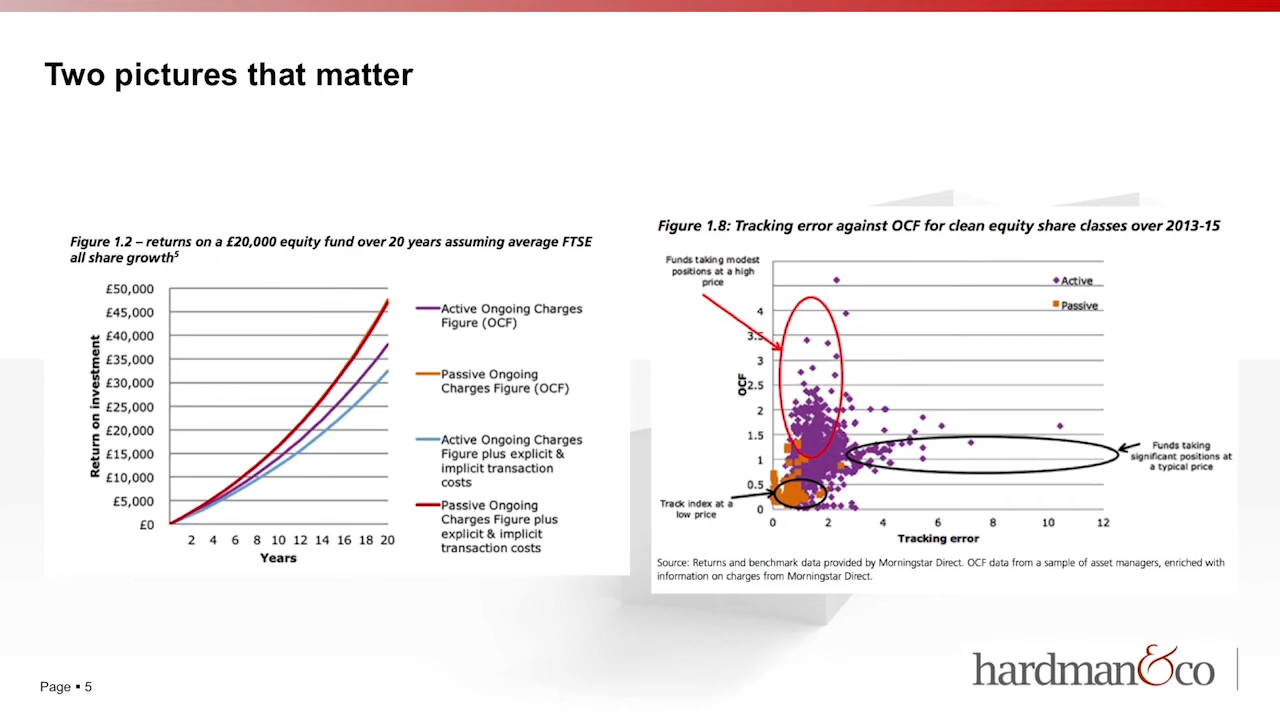 Two pictures that matter
Figure 1.2 – returns on a £20,000 equity fund over 20 years assuming average FTSE
all share growth5
£50,000
£45,000
£40,000
£35,000
£30,000
£25,000
£20,000
£15,000
£10,000
£5,000
£0
Return on investment
2 4 6 8 10 12 14 16 18 20
Years
Active Ongoing Charges
Figure (OCF)
Passive Ongoing
Charges Figure (OCF)
Active Ongoing Charges
Figure plus explicit &
implicit transaction
costs
Passive Ongoing
Charges Figure plus
explicit & implicit
transaction costs
Figure 1.8: Tracking error against OCF for clean equity share classes over 2013-15
Funds taking modest
positions at a high
price
Active
Passive
4
3.5
3
2.5
2
1.5
1
0.5
0
OCF
0 2 4 6 8 10 12
Tracking error
Funds taking
significant positions at
a typical price
Track index at a
low price
Source: Returns and benchmark data provided by Morningstar Direct. OCF data from a sample of asset managers, enriched with
information on charges from Morningstar Direct.
Page ▪ 5
hardman&co